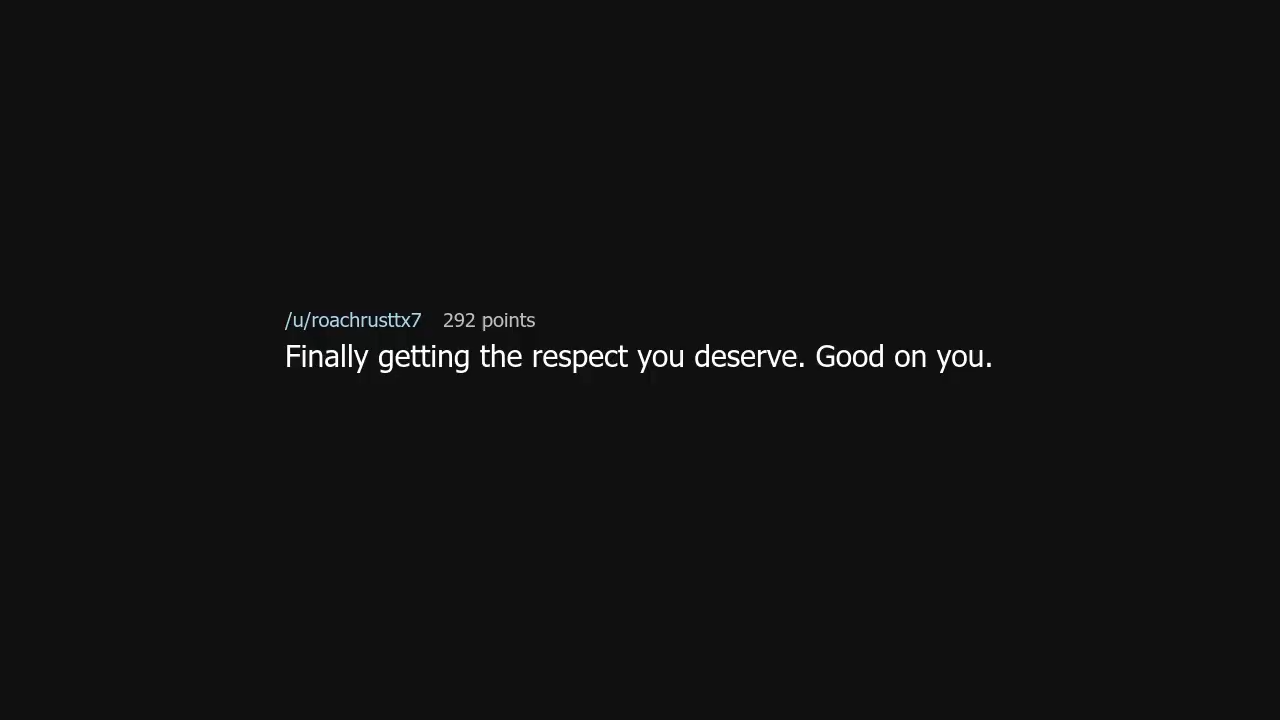 /u/roachrusttx7 292 points
Finally getting the respect you deserve. Good on you.